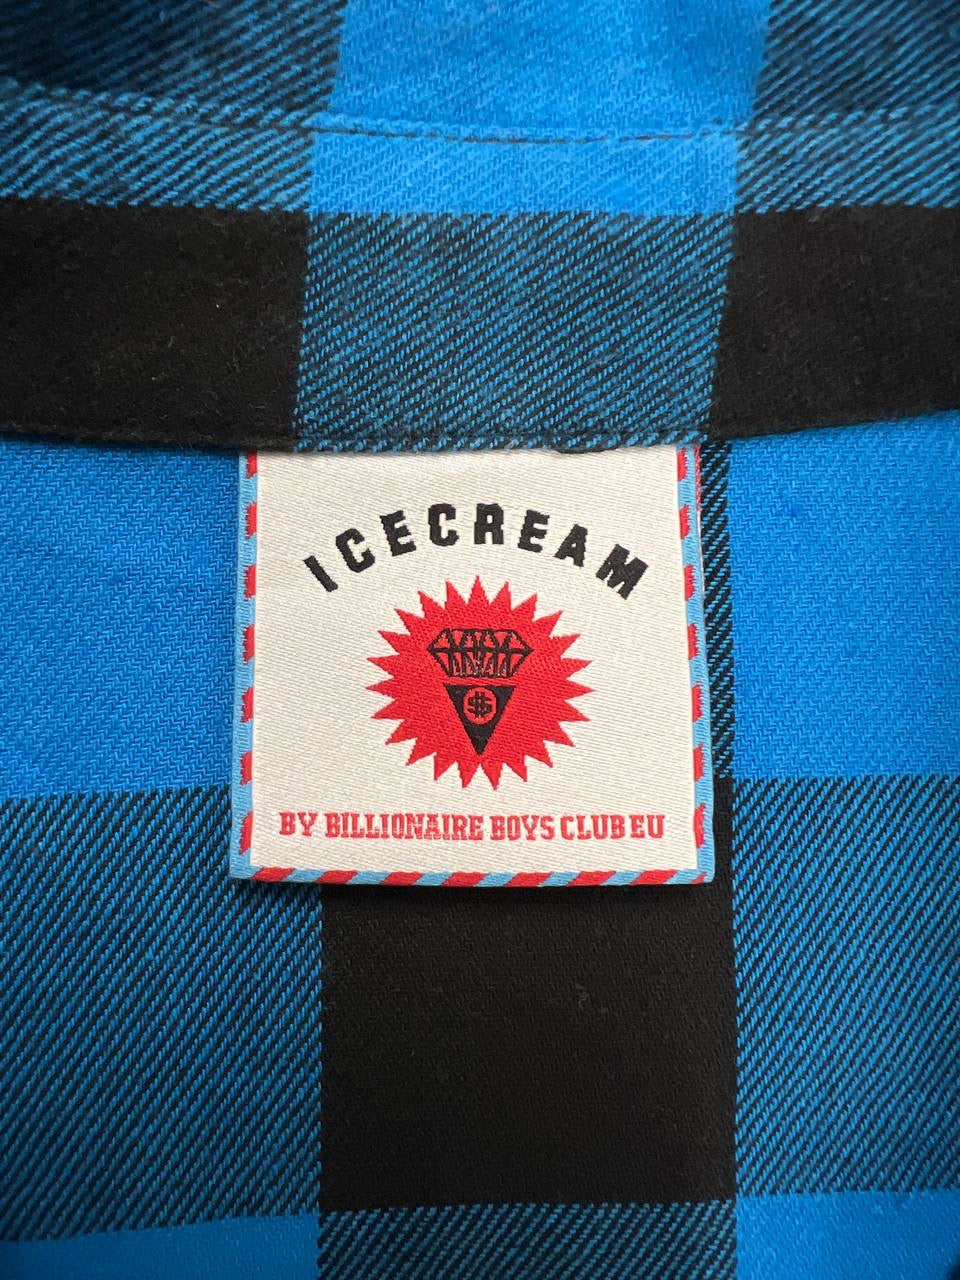 ICECREAM
$
BY BILLIONAIRE BOYS CLUB EU